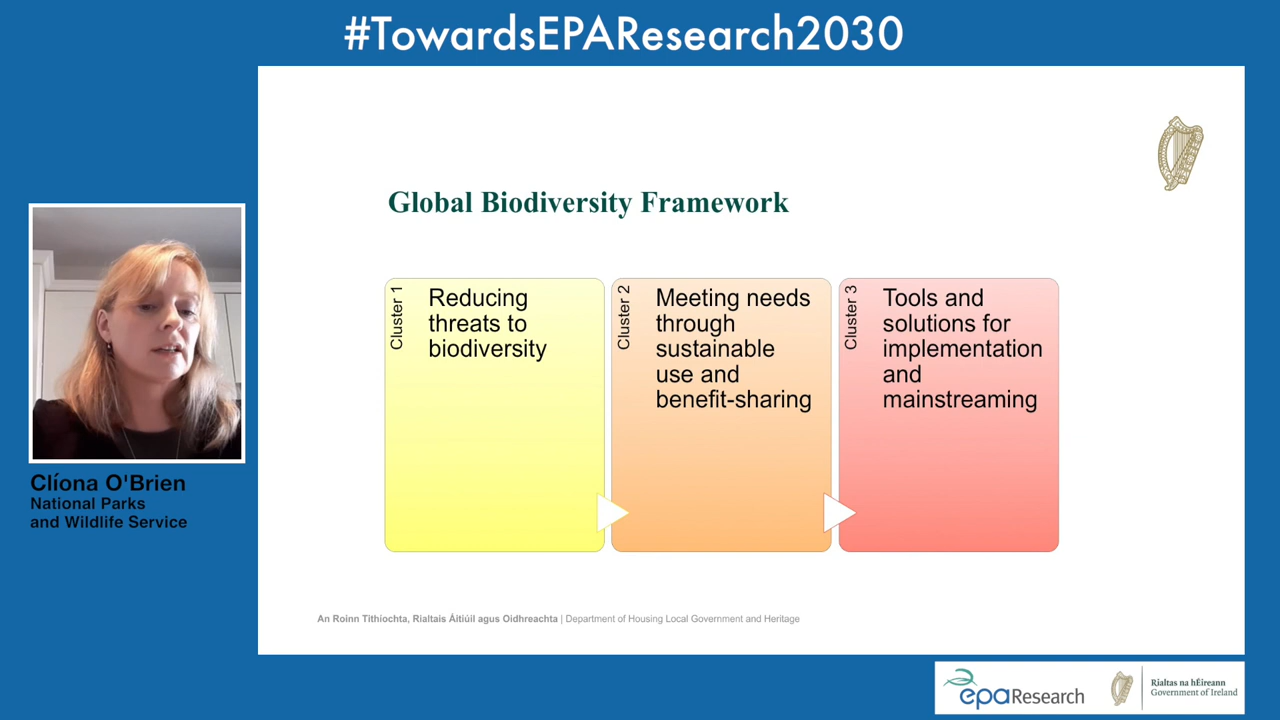 #TowardsEPAResearch2030
Global Biodiversity Framework
Cluster 1
Reducing
threats to
biodiversity
Cluster 2
Meeting needs
through
sustainable
use and
benefit-sharing
Cluster 3
Tools and
solutions for
implementation
and
mainstreaming
Clíona O'Brien
National Parks
and Wildlife Service
An Roinn Tithíochta, Rialtais Áitiúil agus Oidhreachta | Department of Housing Local Government and Heritage
epa Research
Rialtas na hÉireann
Government of Ireland